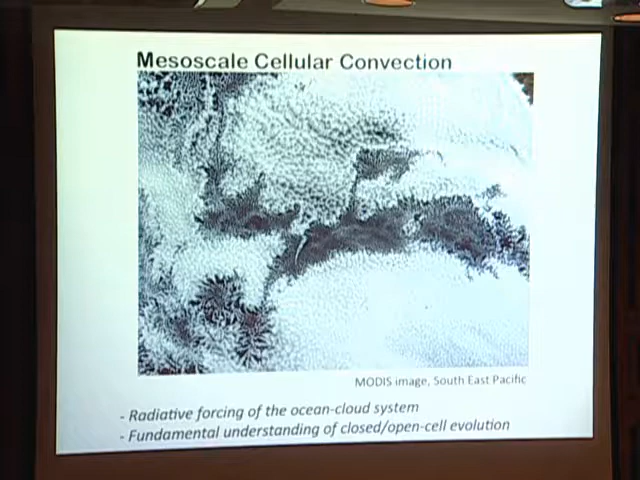 Mesoscale Cellular Convection
MODIS image, South East Pacific
- Radiative forcing of the ocean-cloud system
- Fundamental understanding of closed/open-cell evolution